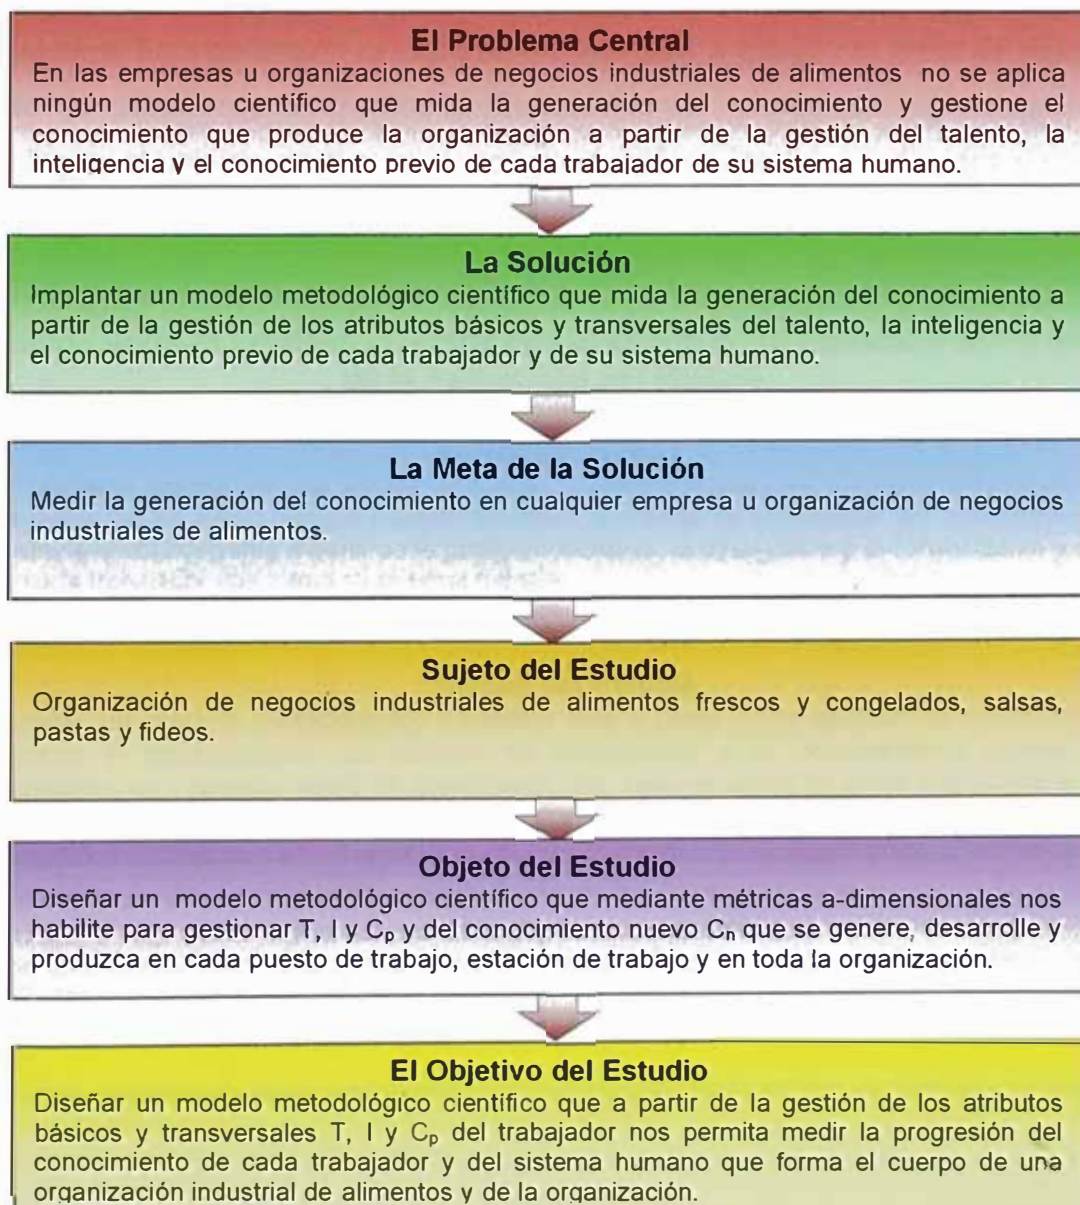 El Problema Central
En las empresas u organizaciones de negocios industriales de alimentos no se aplica
ningún modelo científico que mida la generación del conocimiento y gestione el
conocimiento que produce la organización a partir de la gestión del talento, la
inteligencia y el conocimiento previo de cada trabajador de su sistema humano.
La Solución
Implantar un modelo metodológico científico que mida la generación del conocimiento a
partir de la gestión de los atributos básicos y transversales del talento, la inteligencia y
el conocimiento previo de cada trabajador y de su sistema humano.
La Meta de la Solución
Medir la generación del conocimiento en cualquier empresa u organización de negocios
industriales de alimentos.
Sujeto del Estudio
Organización de negocios industriales de alimentos frescos y congelados, salsas,
pastas y fideos.
Objeto del Estudio
Diseñar un modelo metodológico científico que mediante métricas a-dimensionales nos
habilite para gestionar T, I y Cₚ y del conocimiento nuevo Cₙ que se genere, desarrolle y
produzca en cada puesto de trabajo, estación de trabajo y en toda la organización.
El Objetivo del Estudio
Diseñar un modelo metodológico científico que a partir de la gestión de los atributos
básicos y transversales T, I y Cₚ del trabajador nos permita medir la progresión del
conocimiento de cada trabajador y del sistema humano que forma el cuerpo de una
organización industrial de alimentos y de la organización.